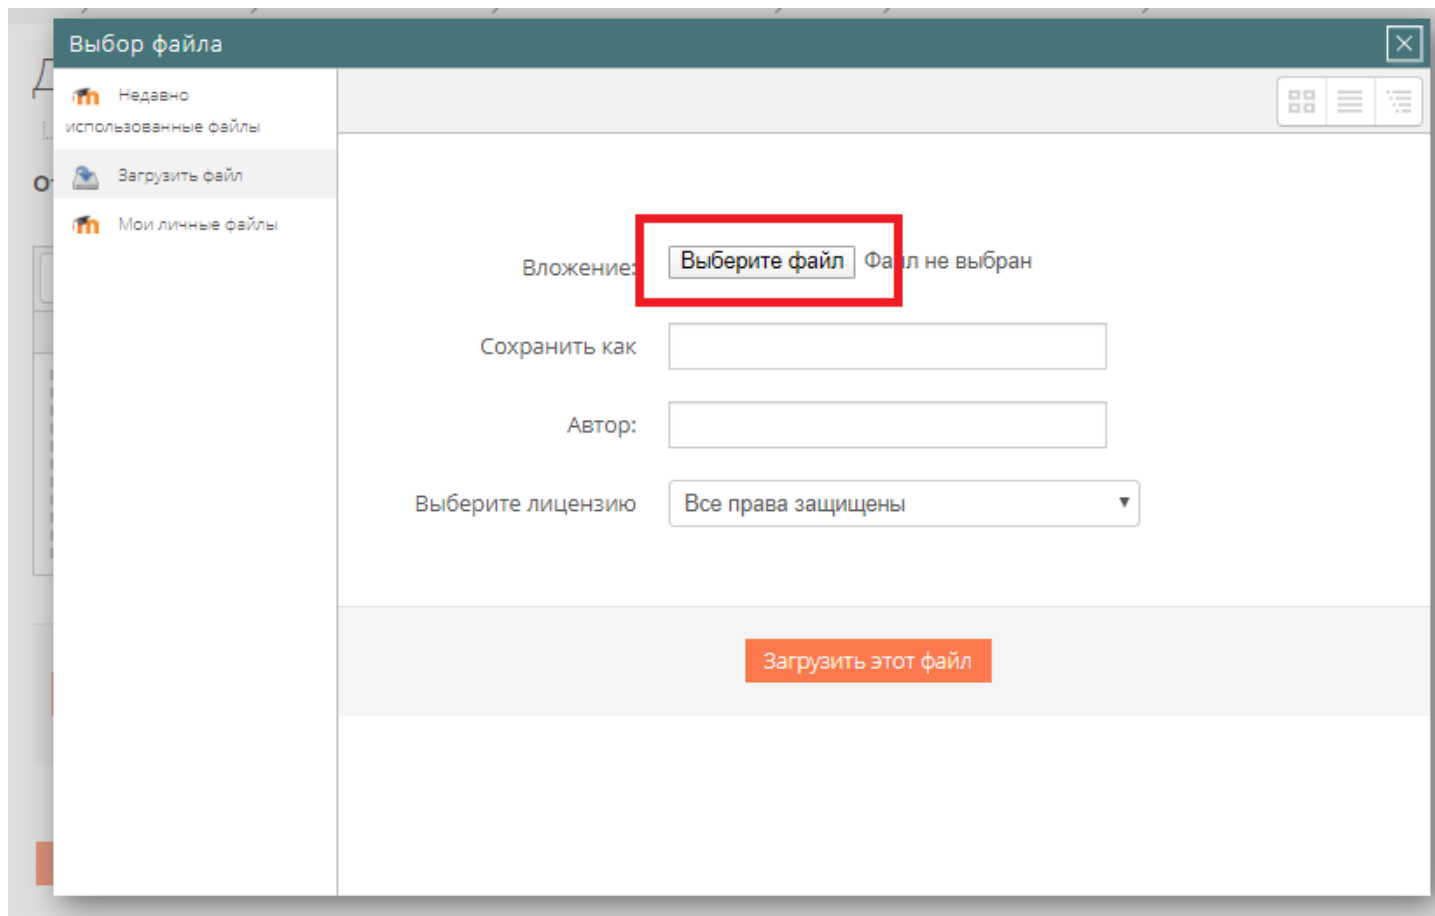 Выбор файла
Недавно
использованные файлы
Загрузить файл
Мои личные файлы
Вложение:
Выберите файл Файл не выбран
Сохранить как
Автор:
Выберите лицензию
Все права защищены
Загрузить этот файл